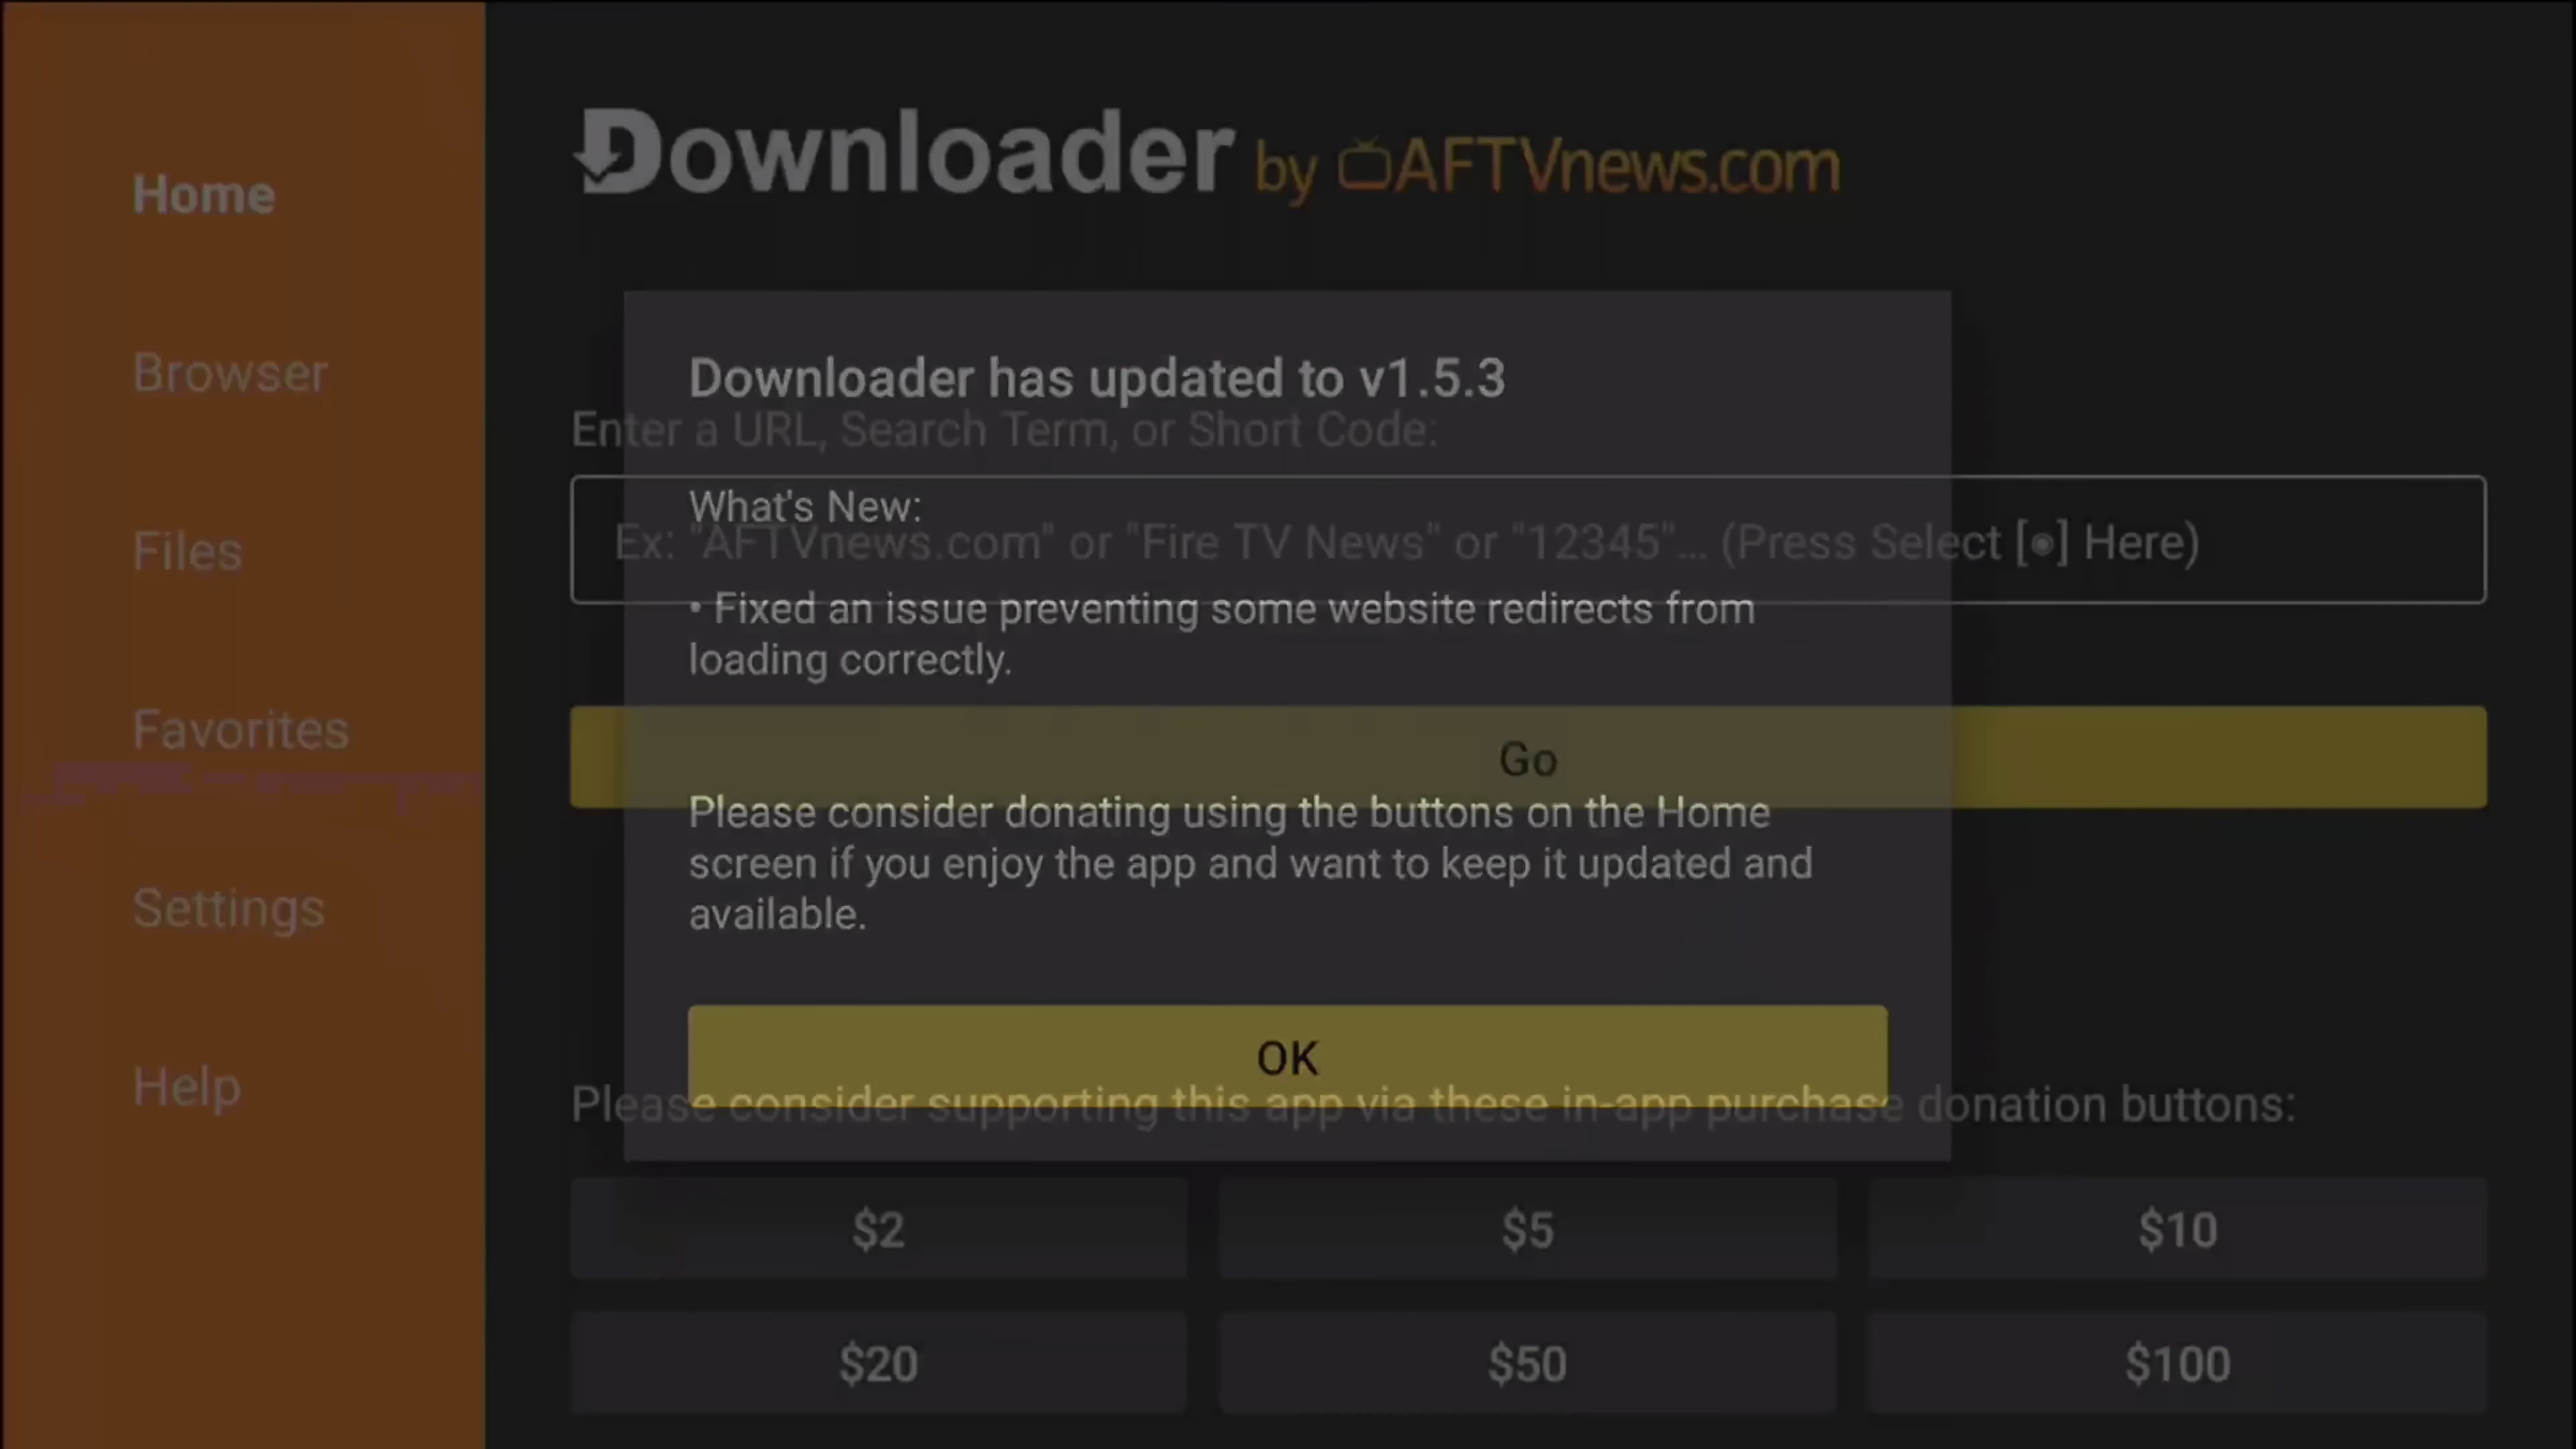 Home
Browser
Files
Favorites
Settings
Help
Downloader by AFTVnews.com
Downloader has updated to v1.5.3
Enter a URL, Search Term, or Short Code:
What's New:
Ex: "AFTVnews.com" or "Fire TV News" or "12345"... (Press Select [◉] Here)
• Fixed an issue preventing some website redirects from
loading correctly.
Go
Please consider donating using the buttons on the Home
screen if you enjoy the app and want to keep it updated and
available.
OK
Please consider supporting this app via these in-app purchase donation buttons:
$2
$5
$10
$20
$50
$100